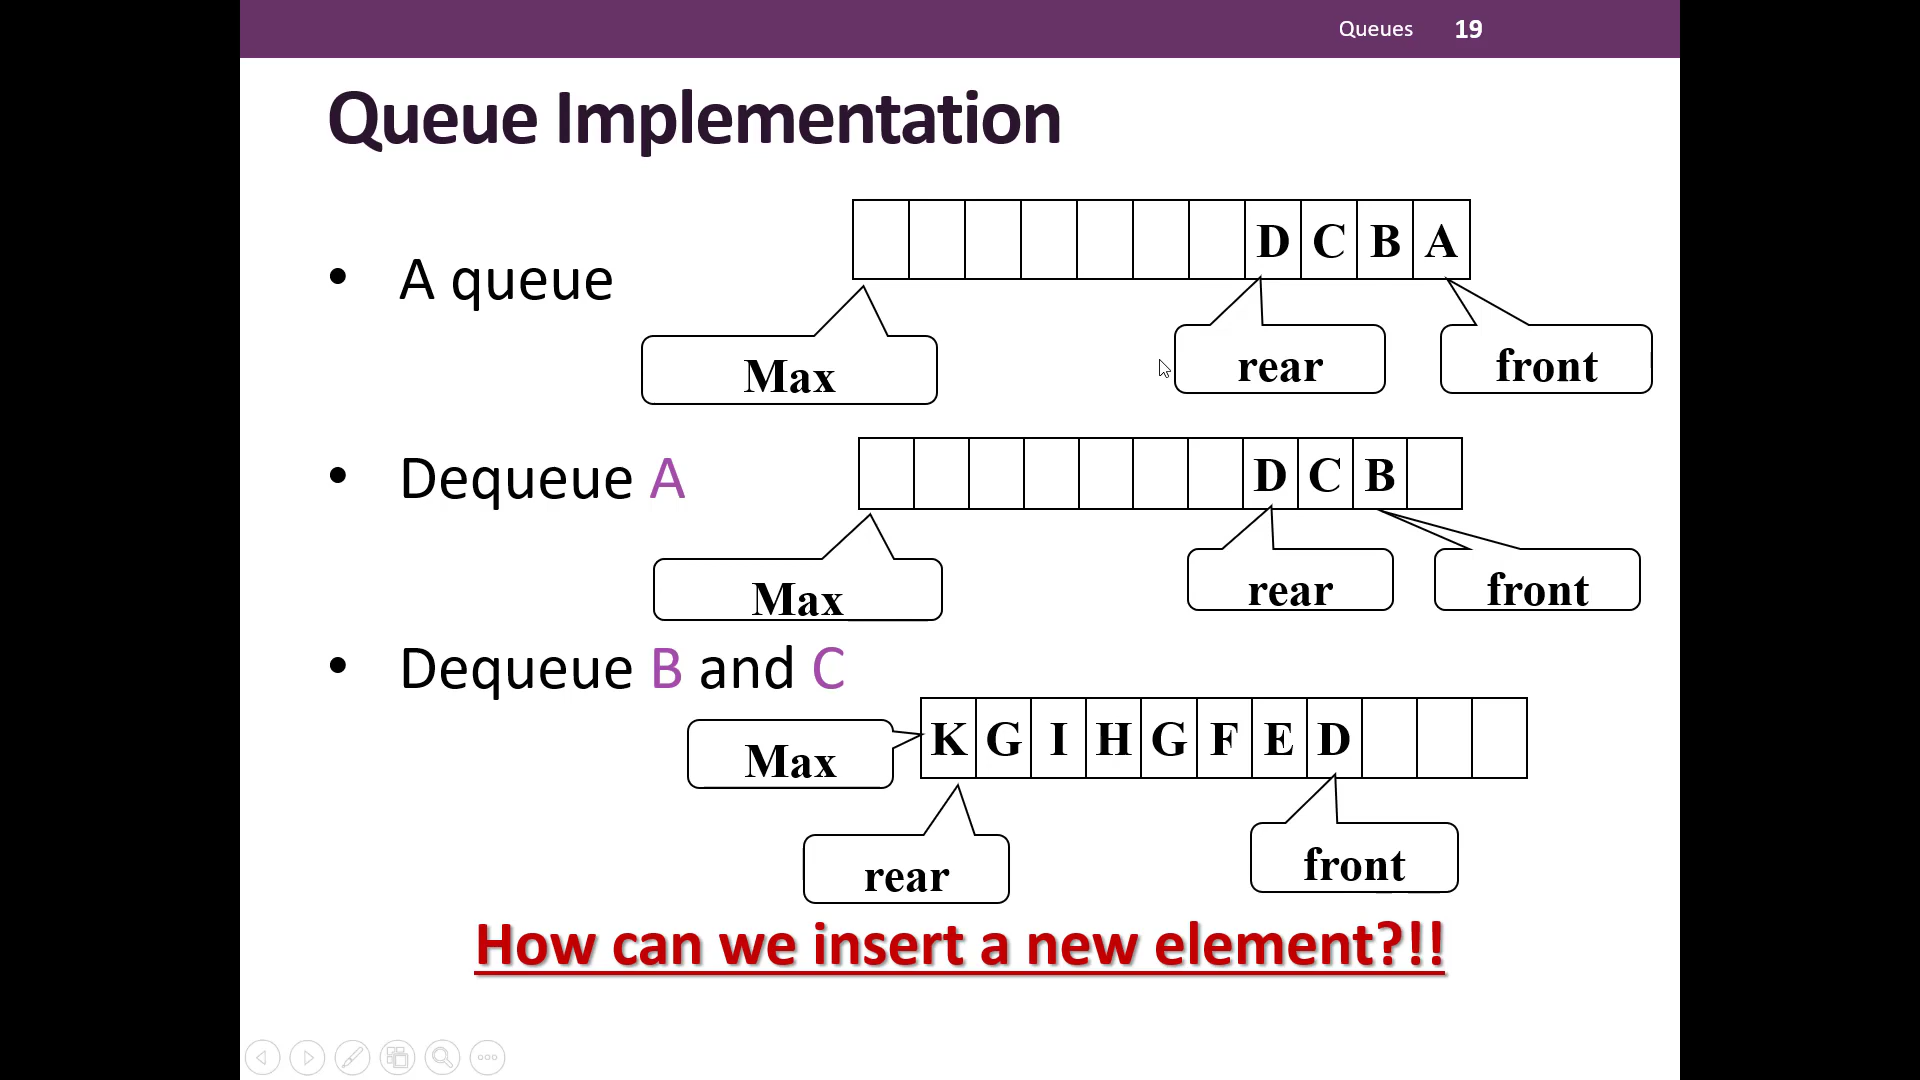 Queues 19
Queue Implementation
D C B A
• A queue
Max rear front
D C B
• Dequeue A
Max rear front
• Dequeue B and C
K G I H G F E D
Max
rear front
How can we insert a new element?!!